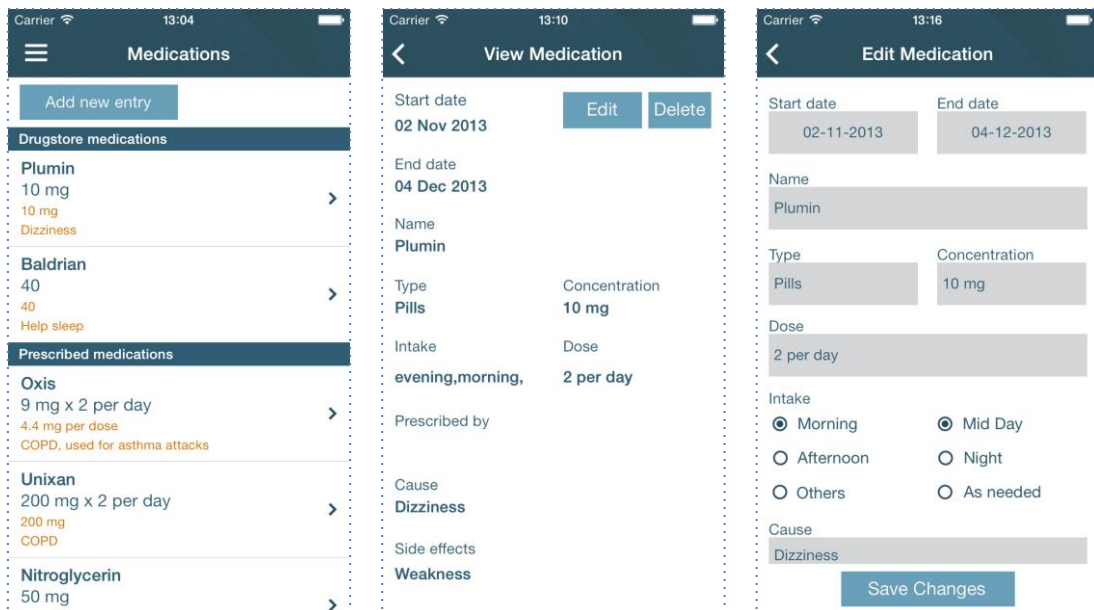 Carrier 13:04
Medications
Add new entry
Drugstore medications
Plumin
10 mg
10 mg
Dizziness
Baldrian
40
40
Help sleep
Prescribed medications
Oxis
9 mg x 2 per day
4.4 mg per dose
COPD, used for asthma attacks
Unixan
200 mg x 2 per day
200 mg
COPD
Nitroglycerin
50 mg
Carrier 13:10
View Medication
Start date
02 Nov 2013
Edit Delete
End date
04 Dec 2013
Name
Plumin
Type Concentration
Pills 10 mg
Intake Dose
evening,morning, 2 per day
Prescribed by
Cause
Dizziness
Side effects
Weakness
Carrier 13:16
Edit Medication
Start date End date
02-11-2013 04-12-2013
Name
Plumin
Type Concentration
Pills 10 mg
Dose
2 per day
Intake
Morning Mid Day
Afternoon Night
Others As needed
Cause
Dizziness
Save Changes